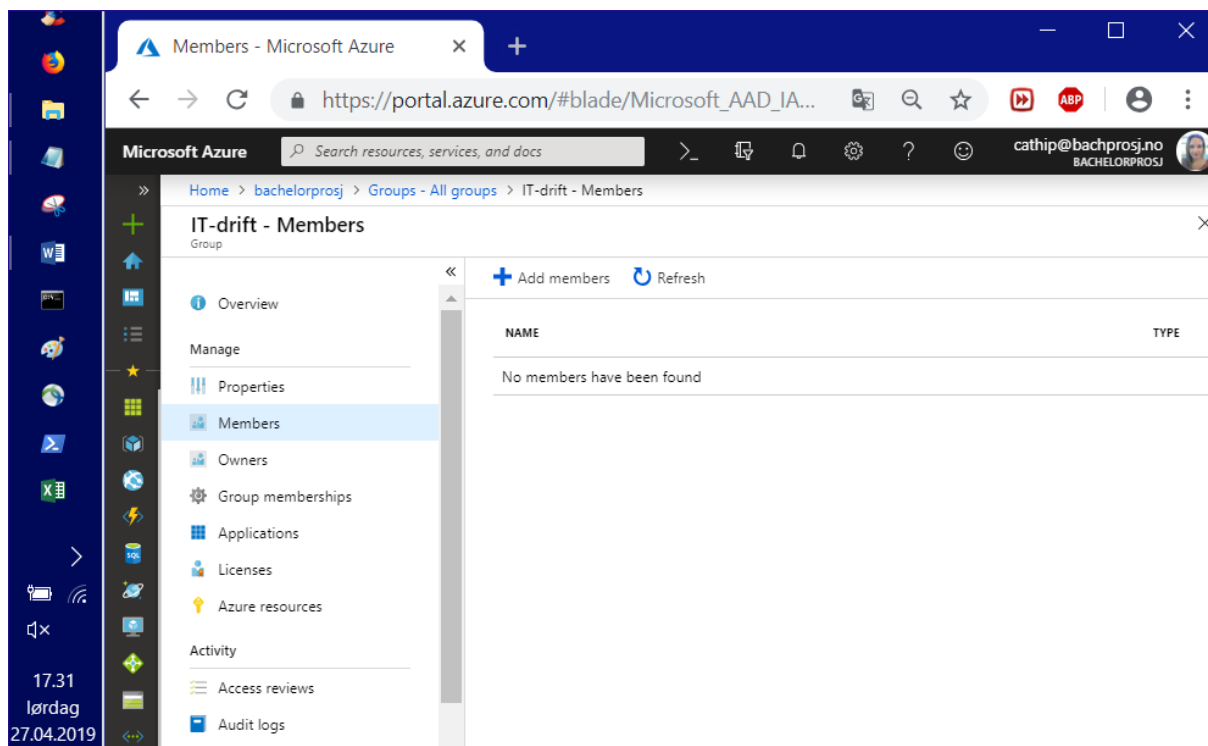 Members - Microsoft Azure
https://portal.azure.com/#blade/Microsoft_AAD_IA...
ABP
Microsoft Azure
Search resources, services, and docs
cathip@bachprosj.no
BACHELORPROSJ
Home > bachelorprosj > Groups - All groups > IT-drift - Members
IT-drift - Members
Group
Add members
Refresh
Overview
Manage
Properties
Members
Owners
Group memberships
Applications
Licenses
Azure resources
Activity
Access reviews
Audit logs
NAME
TYPE
No members have been found
SQL
17.31
lørdag
27.04.2019